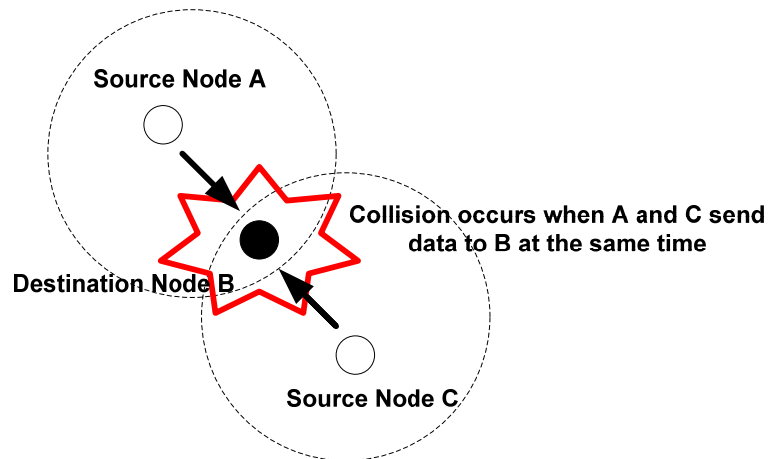 Source Node A
Collision occurs when A and C send
data to B at the same time
Destination Node B
Source Node C